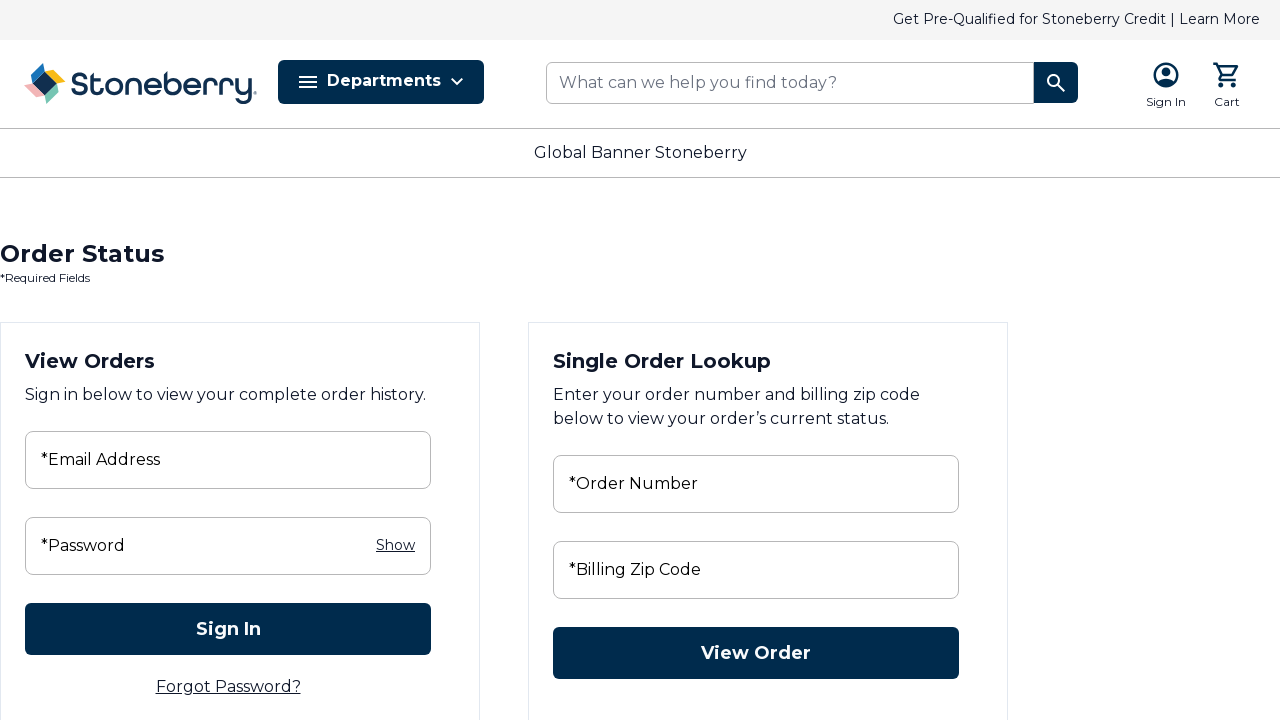 Get Pre-Qualified for Stoneberry Credit | Learn More
Stoneberry®
Departments
What can we help you find today?
Sign In
Cart
Global Banner Stoneberry
Order Status
*Required Fields
View Orders
Sign in below to view your complete order history.
*Email Address
*Password
Show
Sign In
Forgot Password?
Single Order Lookup
Enter your order number and billing zip code
below to view your order’s current status.
*Order Number
*Billing Zip Code
View Order